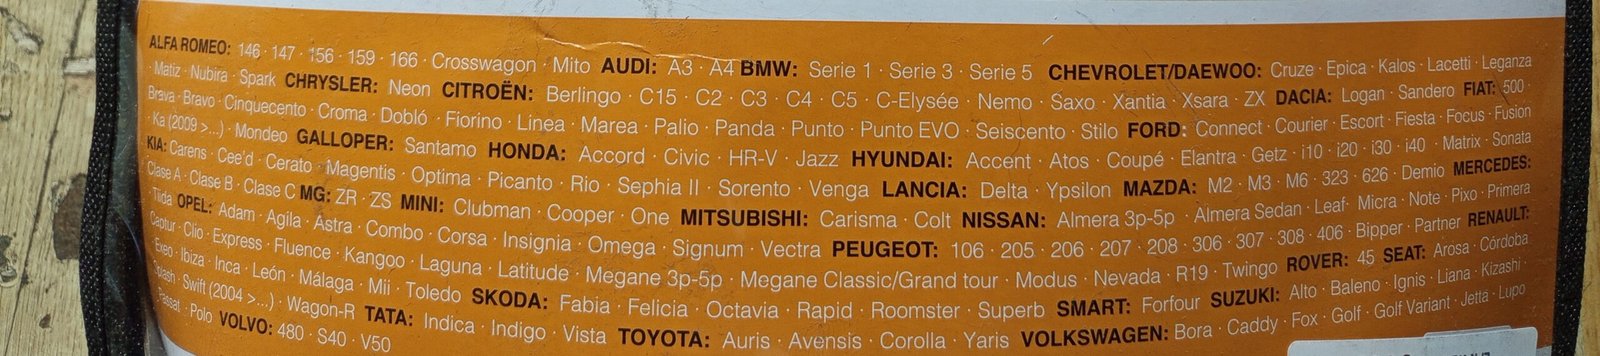 ALFA ROMEO: 146 · 147 · 156 · 159 · 166 · Crosswagon · Mito AUDI: A3 · A4 BMW: Serie 1 · Serie 3 · Serie 5 CHEVROLET/DAEWOO: Cruze · Epica · Kalos · Lacetti · Leganza
· Matiz · Nubira · Spark CHRYSLER: Neon CITROËN: Berlingo · C15 · C2 · C3 · C4 · C5 · C-Elysée · Nemo · Saxo · Xantia · Xsara · ZX DACIA: Logan · Sandero FIAT: 500 ·
Brava · Bravo · Cinquecento · Croma · Dobló · Fiorino · Linea · Marea · Palio · Panda · Punto · Punto EVO · Seiscento · Stilo FORD: Connect · Courier · Escort · Fiesta · Focus · Fusion
· Ka (2009 >...) · Mondeo GALLOPER: Santamo HONDA: Accord · Civic · HR-V · Jazz HYUNDAI: Accent · Atos · Coupé · Elantra · Getz · i10 · i20 · i30 · i40 · Matrix · Sonata
KIA: Carens · Cee'd · Cerato · Magentis · Optima · Picanto · Rio · Sephia II · Sorento · Venga LANCIA: Delta · Ypsilon MAZDA: M2 · M3 · M6 · 323 · 626 · Demio MERCEDES:
Clase A · Clase B · Clase C MG: ZR · ZS MINI: Clubman · Cooper · One MITSUBISHI: Carisma · Colt NISSAN: Almera 3p-5p · Almera Sedan · Leaf · Micra · Note · Pixo · Primera
· Tiida OPEL: Adam · Agila · Astra · Combo · Corsa · Insignia · Omega · Signum · Vectra PEUGEOT: 106 · 205 · 206 · 207 · 208 · 306 · 307 · 308 · 406 · Bipper · Partner RENAULT:
Captur · Clio · Express · Fluence · Kangoo · Laguna · Latitude · Megane 3p-5p · Megane Classic/Grand tour · Modus · Nevada · R19 · Twingo ROVER: 45 SEAT: Arosa · Córdoba
· Exeo · Ibiza · Inca · León · Málaga · Mii · Toledo SKODA: Fabia · Felicia · Octavia · Rapid · Roomster · Superb SMART: Forfour SUZUKI: Alto · Baleno · Ignis · Liana · Kizashi ·
Splash · Swift (2004 >...) · Wagon-R TATA: Indica · Indigo · Vista TOYOTA: Auris · Avensis · Corolla · Yaris VOLKSWAGEN: Bora · Caddy · Fox · Golf · Golf Variant · Jetta · Lupo
· Passat · Polo VOLVO: 480 · S40 · V50